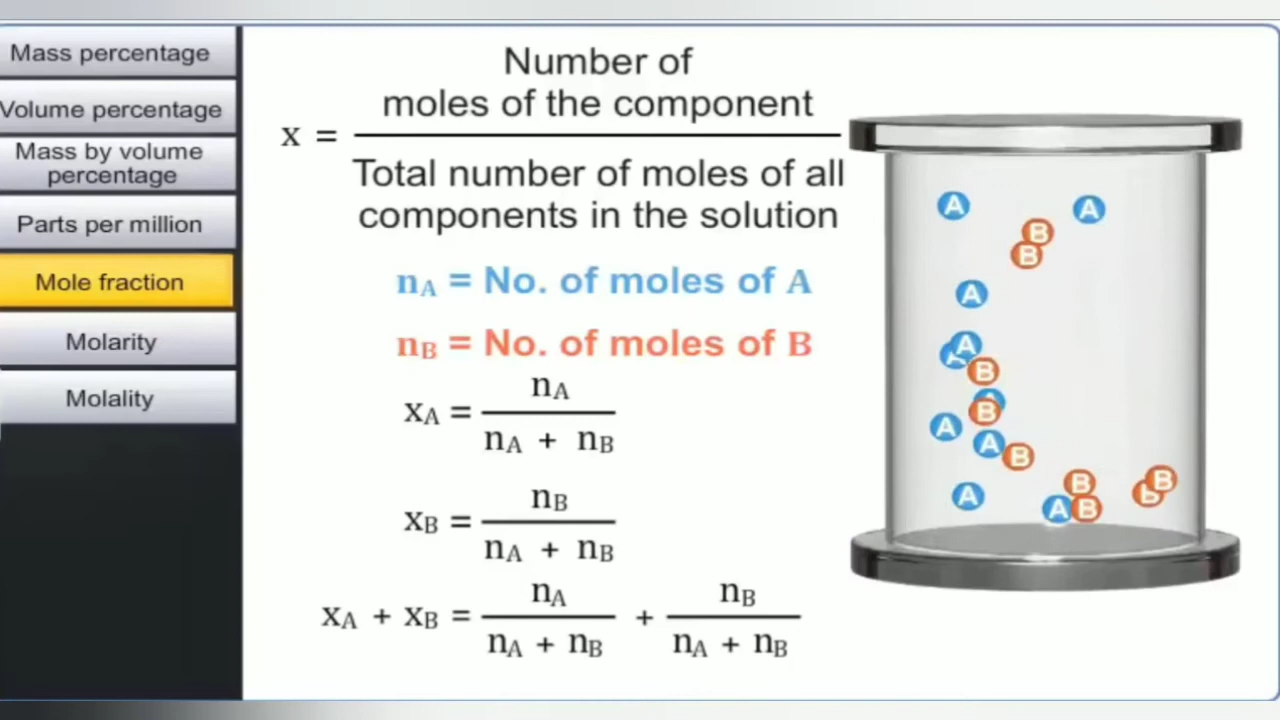 Mass percentage
Volume percentage
Mass by volume
percentage
Parts per million
Mole fraction
Molarity
Molality
Number of
moles of the component
x =
Total number of moles of all
components in the solution
nA = No. of moles of A
nB = No. of moles of B
nA
xA =
nA + nB
nB
xB =
nA + nB
nA nB
xA + xB = +
nA + nB nA + nB
A
A
B
B
A
A
A
B
A
B
A
A
B
A
B
B
B
A
B